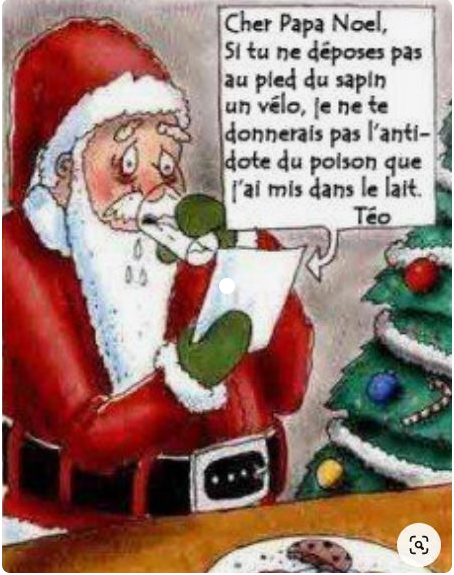 Cher Papa Noel,
Si tu ne déposes pas
au pied du sapin
un vélo, je ne te
donnerais pas l'anti-
dote du poison que
j'ai mis dans le lait.
Téo